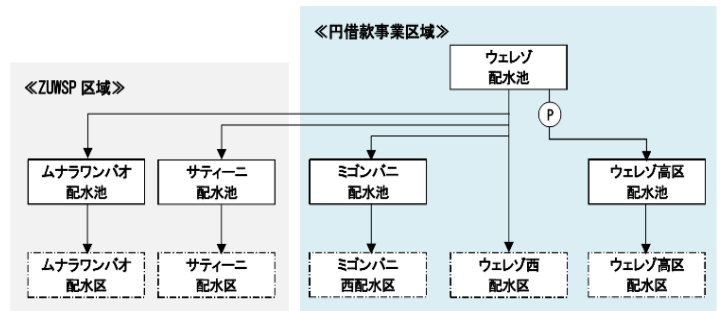 ≪円借款事業区域≫
ウェレゾ
配水池
≪ZUWSP 区域≫
P
ムナラワンバオ
配水池
サティーニ
配水池
ミゴンバニ
配水池
ウェレゾ高区
配水池
ムナラワンバオ
配水区
サティーニ
配水区
ミゴンバニ
西配水区
ウェレゾ西
配水区
ウェレゾ高区
配水区